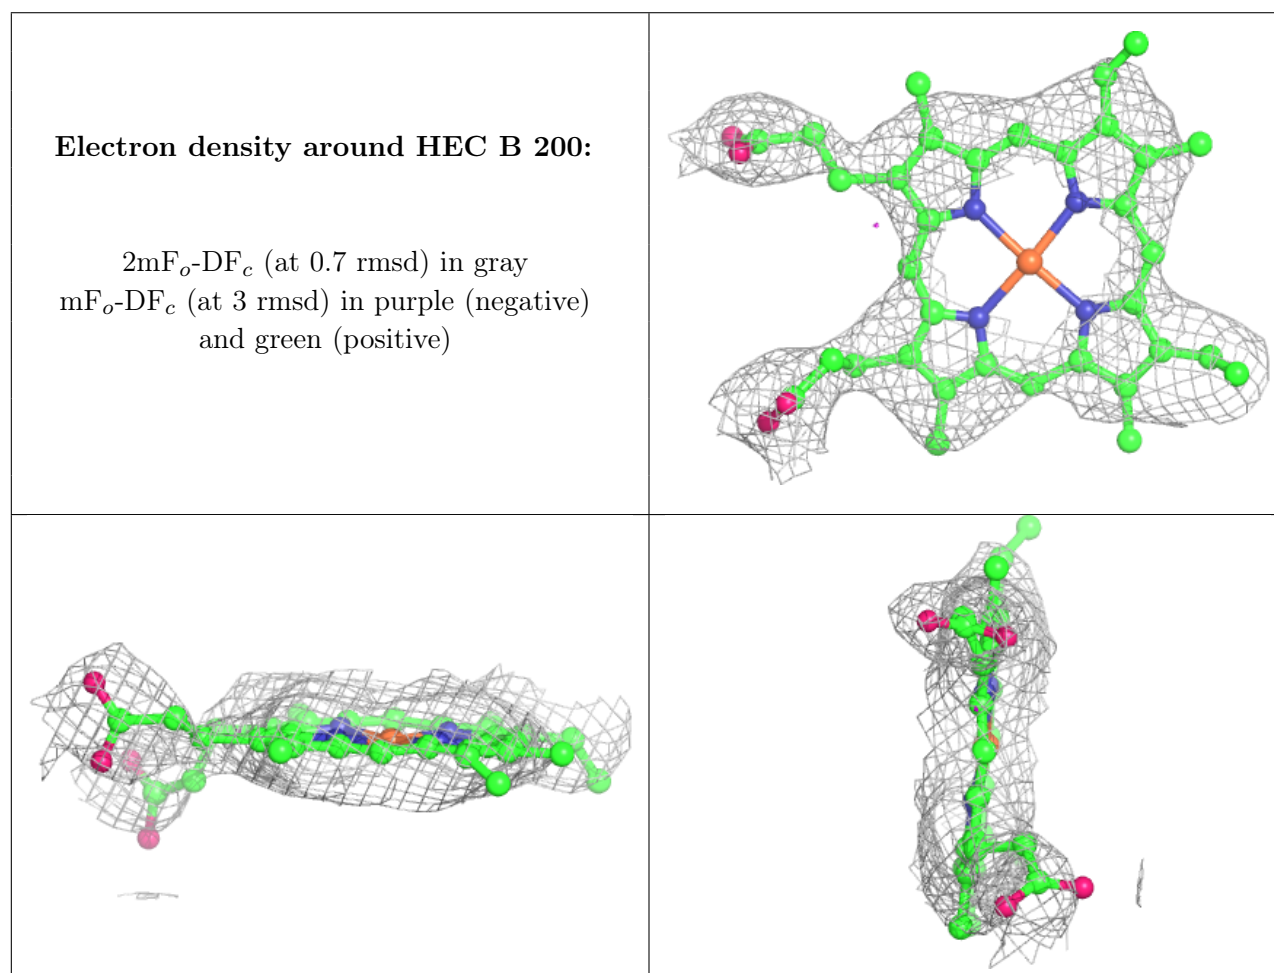 Electron density around HEC B 200:
2mFₒ-DF𝒸 (at 0.7 rmsd) in gray
mFₒ-DF𝒸 (at 3 rmsd) in purple (negative)
and green (positive)